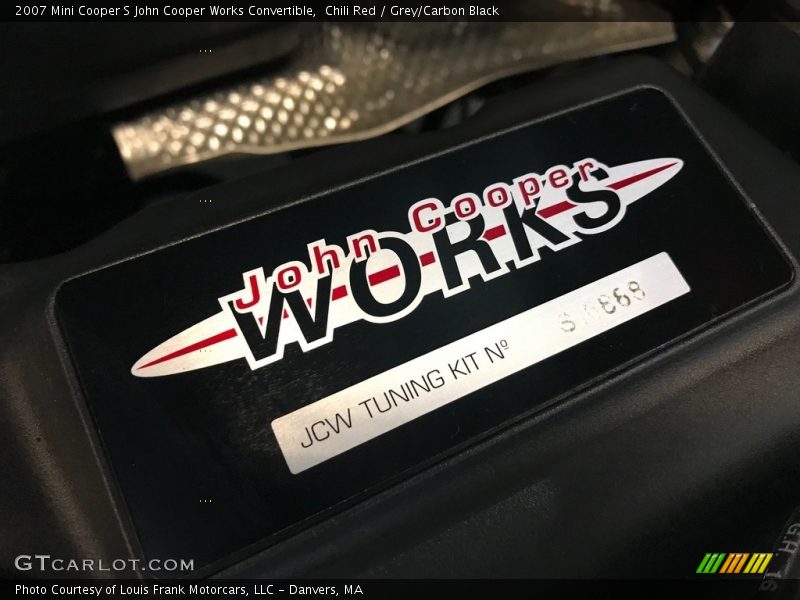 2007 Mini Cooper S John Cooper Works Convertible,  Chili Red / Grey/Carbon Black
John Cooper
WORKS
JCW TUNING KIT Nº
GTCARLOT.COM
Photo Courtesy of Louis Frank Motorcars, LLC - Danvers, MA